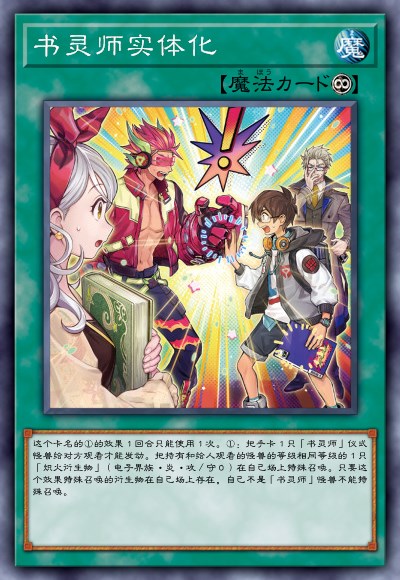 书灵师实体化
魔
【魔法カード】
まほう
!
这个卡名的①的效果1回合只能使用1次。①：把手卡1只「书灵师」仪式
怪兽给对方观看才能发动。把持有和给人观看的怪兽的等级相同等级的1只
「炽火衍生物」（电子界族·炎·攻/守0）在自己场上特殊召唤。只要这
个效果特殊召唤的衍生物在自己场上存在，自己不是「书灵师」怪兽不能特
殊召唤。